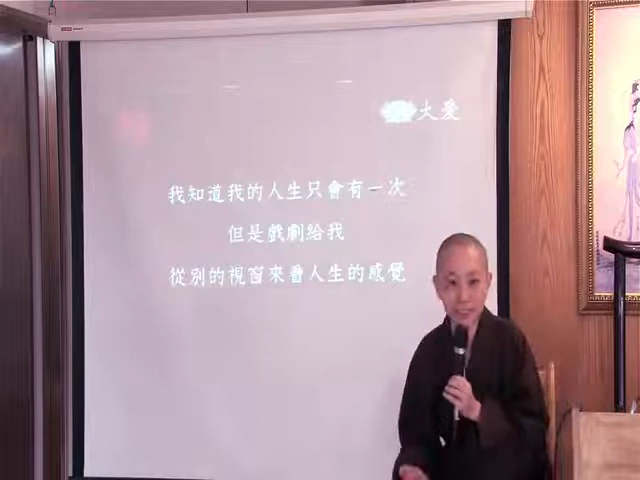 大愛
我知道我的人生只會有一次
但是戲劇給我
從別的視窗來看人生的感覺